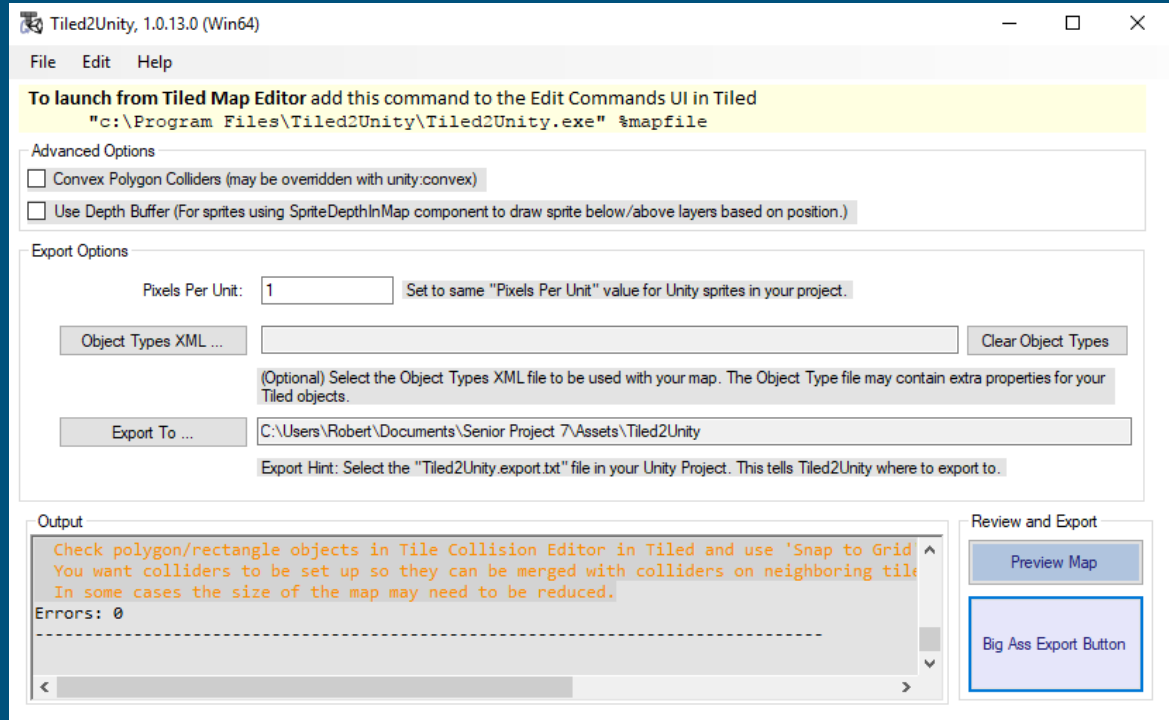 Tiled2Unity, 1.0.13.0 (Win64)
File Edit Help
To launch from Tiled Map Editor add this command to the Edit Commands UI in Tiled
"c:\Program Files\Tiled2Unity\Tiled2Unity.exe" %mapfile
Advanced Options
Convex Polygon Colliders (may be overridden with unity:convex)
Use Depth Buffer (For sprites using SpriteDepthInMap component to draw sprite below/above layers based on position.)
Export Options
Pixels Per Unit: 1 Set to same "Pixels Per Unit" value for Unity sprites in your project.
Object Types XML ... Clear Object Types
(Optional) Select the Object Types XML file to be used with your map. The Object Type file may contain extra properties for your
Tiled objects.
Export To ... C:\Users\Robert\Documents\Senior Project 7\Assets\Tiled2Unity
Export Hint: Select the "Tiled2Unity.export.txt" file in your Unity Project. This tells Tiled2Unity where to export to.
Output
Check polygon/rectangle objects in Tile Collision Editor in Tiled and use 'Snap to Grid
You want colliders to be set up so they can be merged with colliders on neighboring tile
In some cases the size of the map may need to be reduced.
Errors: 0
--------------------------------------------------------------------------------
Review and Export
Preview Map
Big Ass Export Button